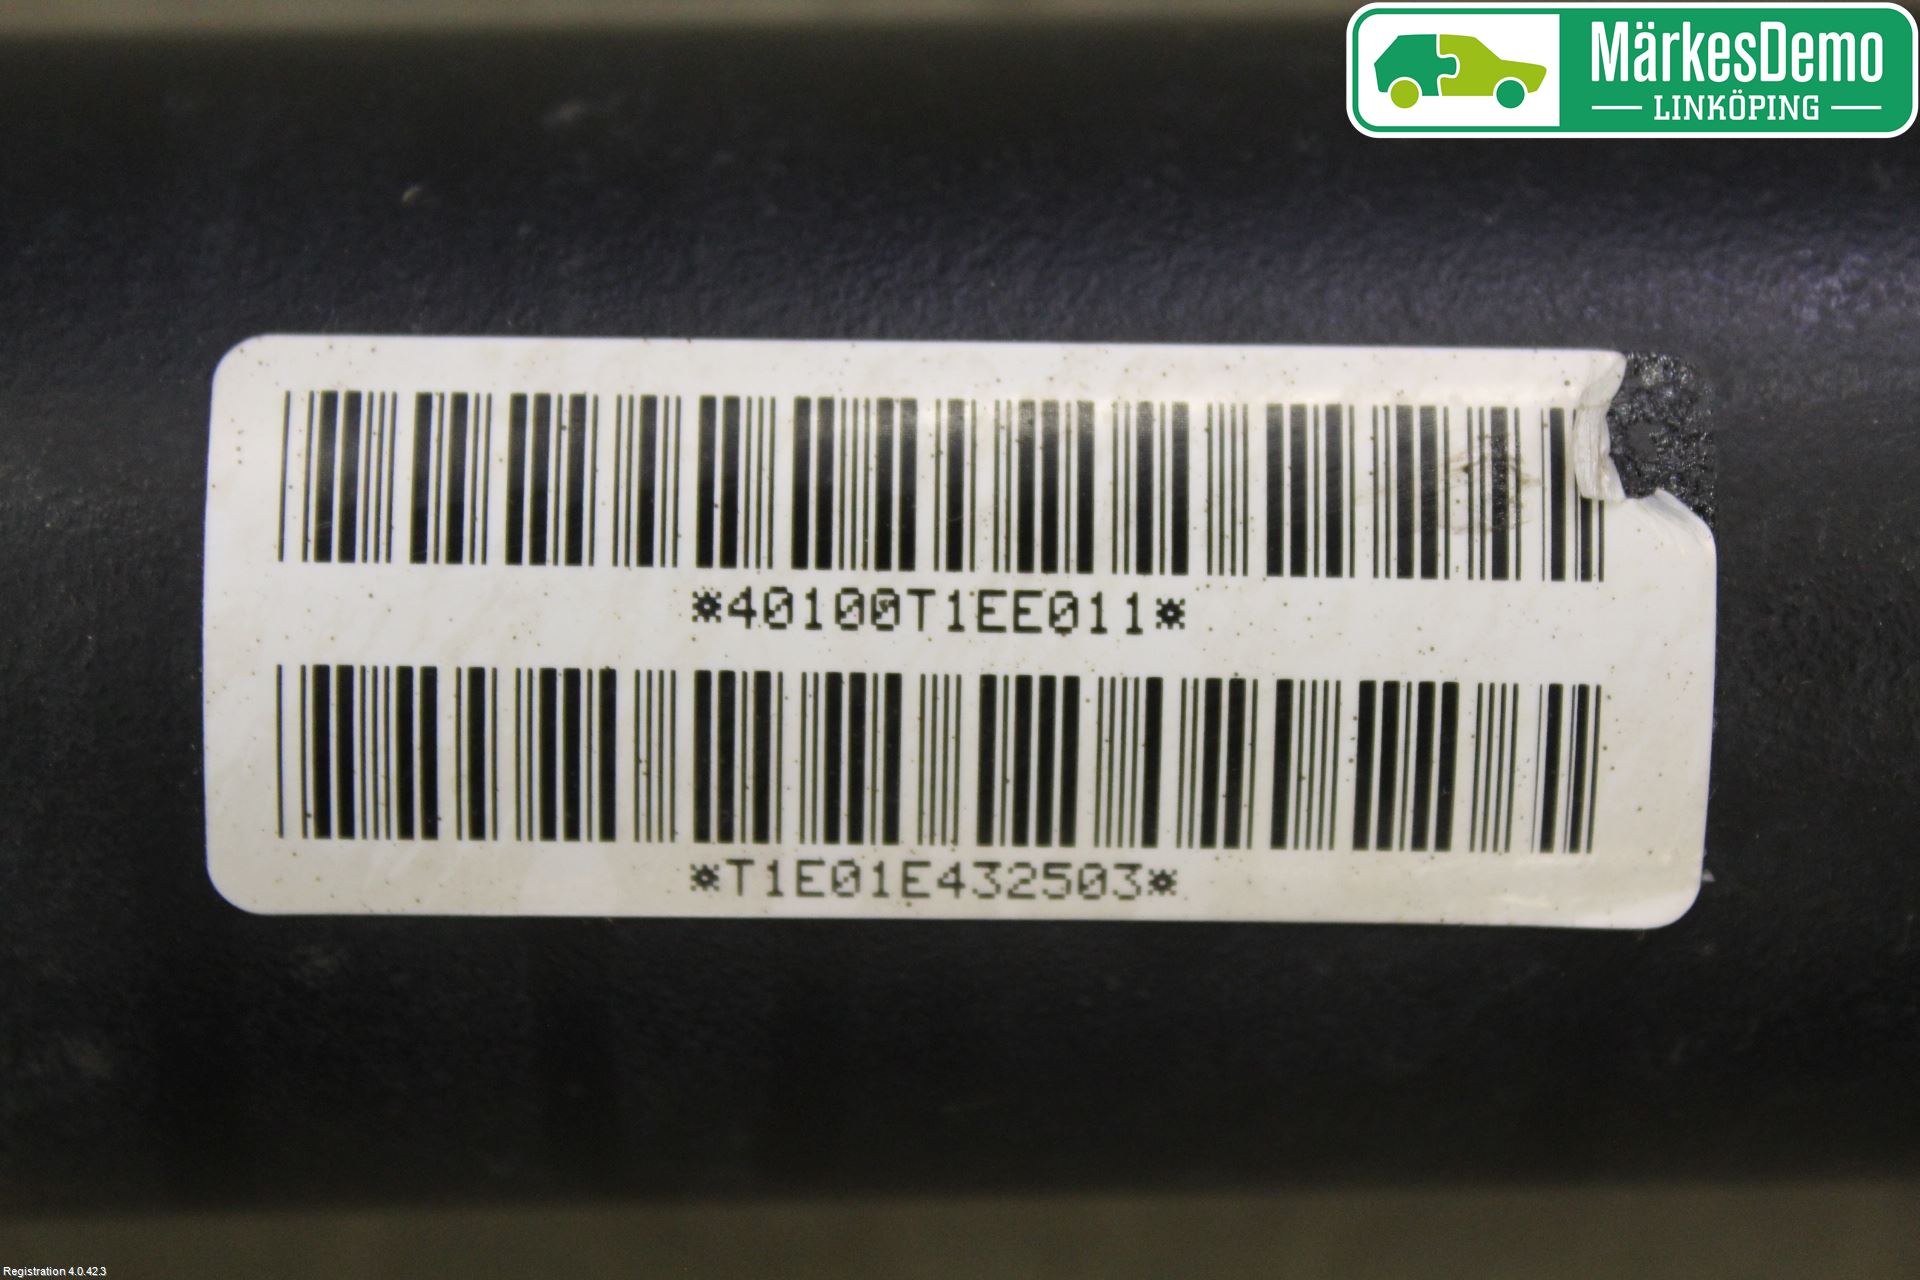 MärkesDemo
LINKÖPING
*40100T1EE011*
*T1E01E432503*
Registration 4.0.42.3